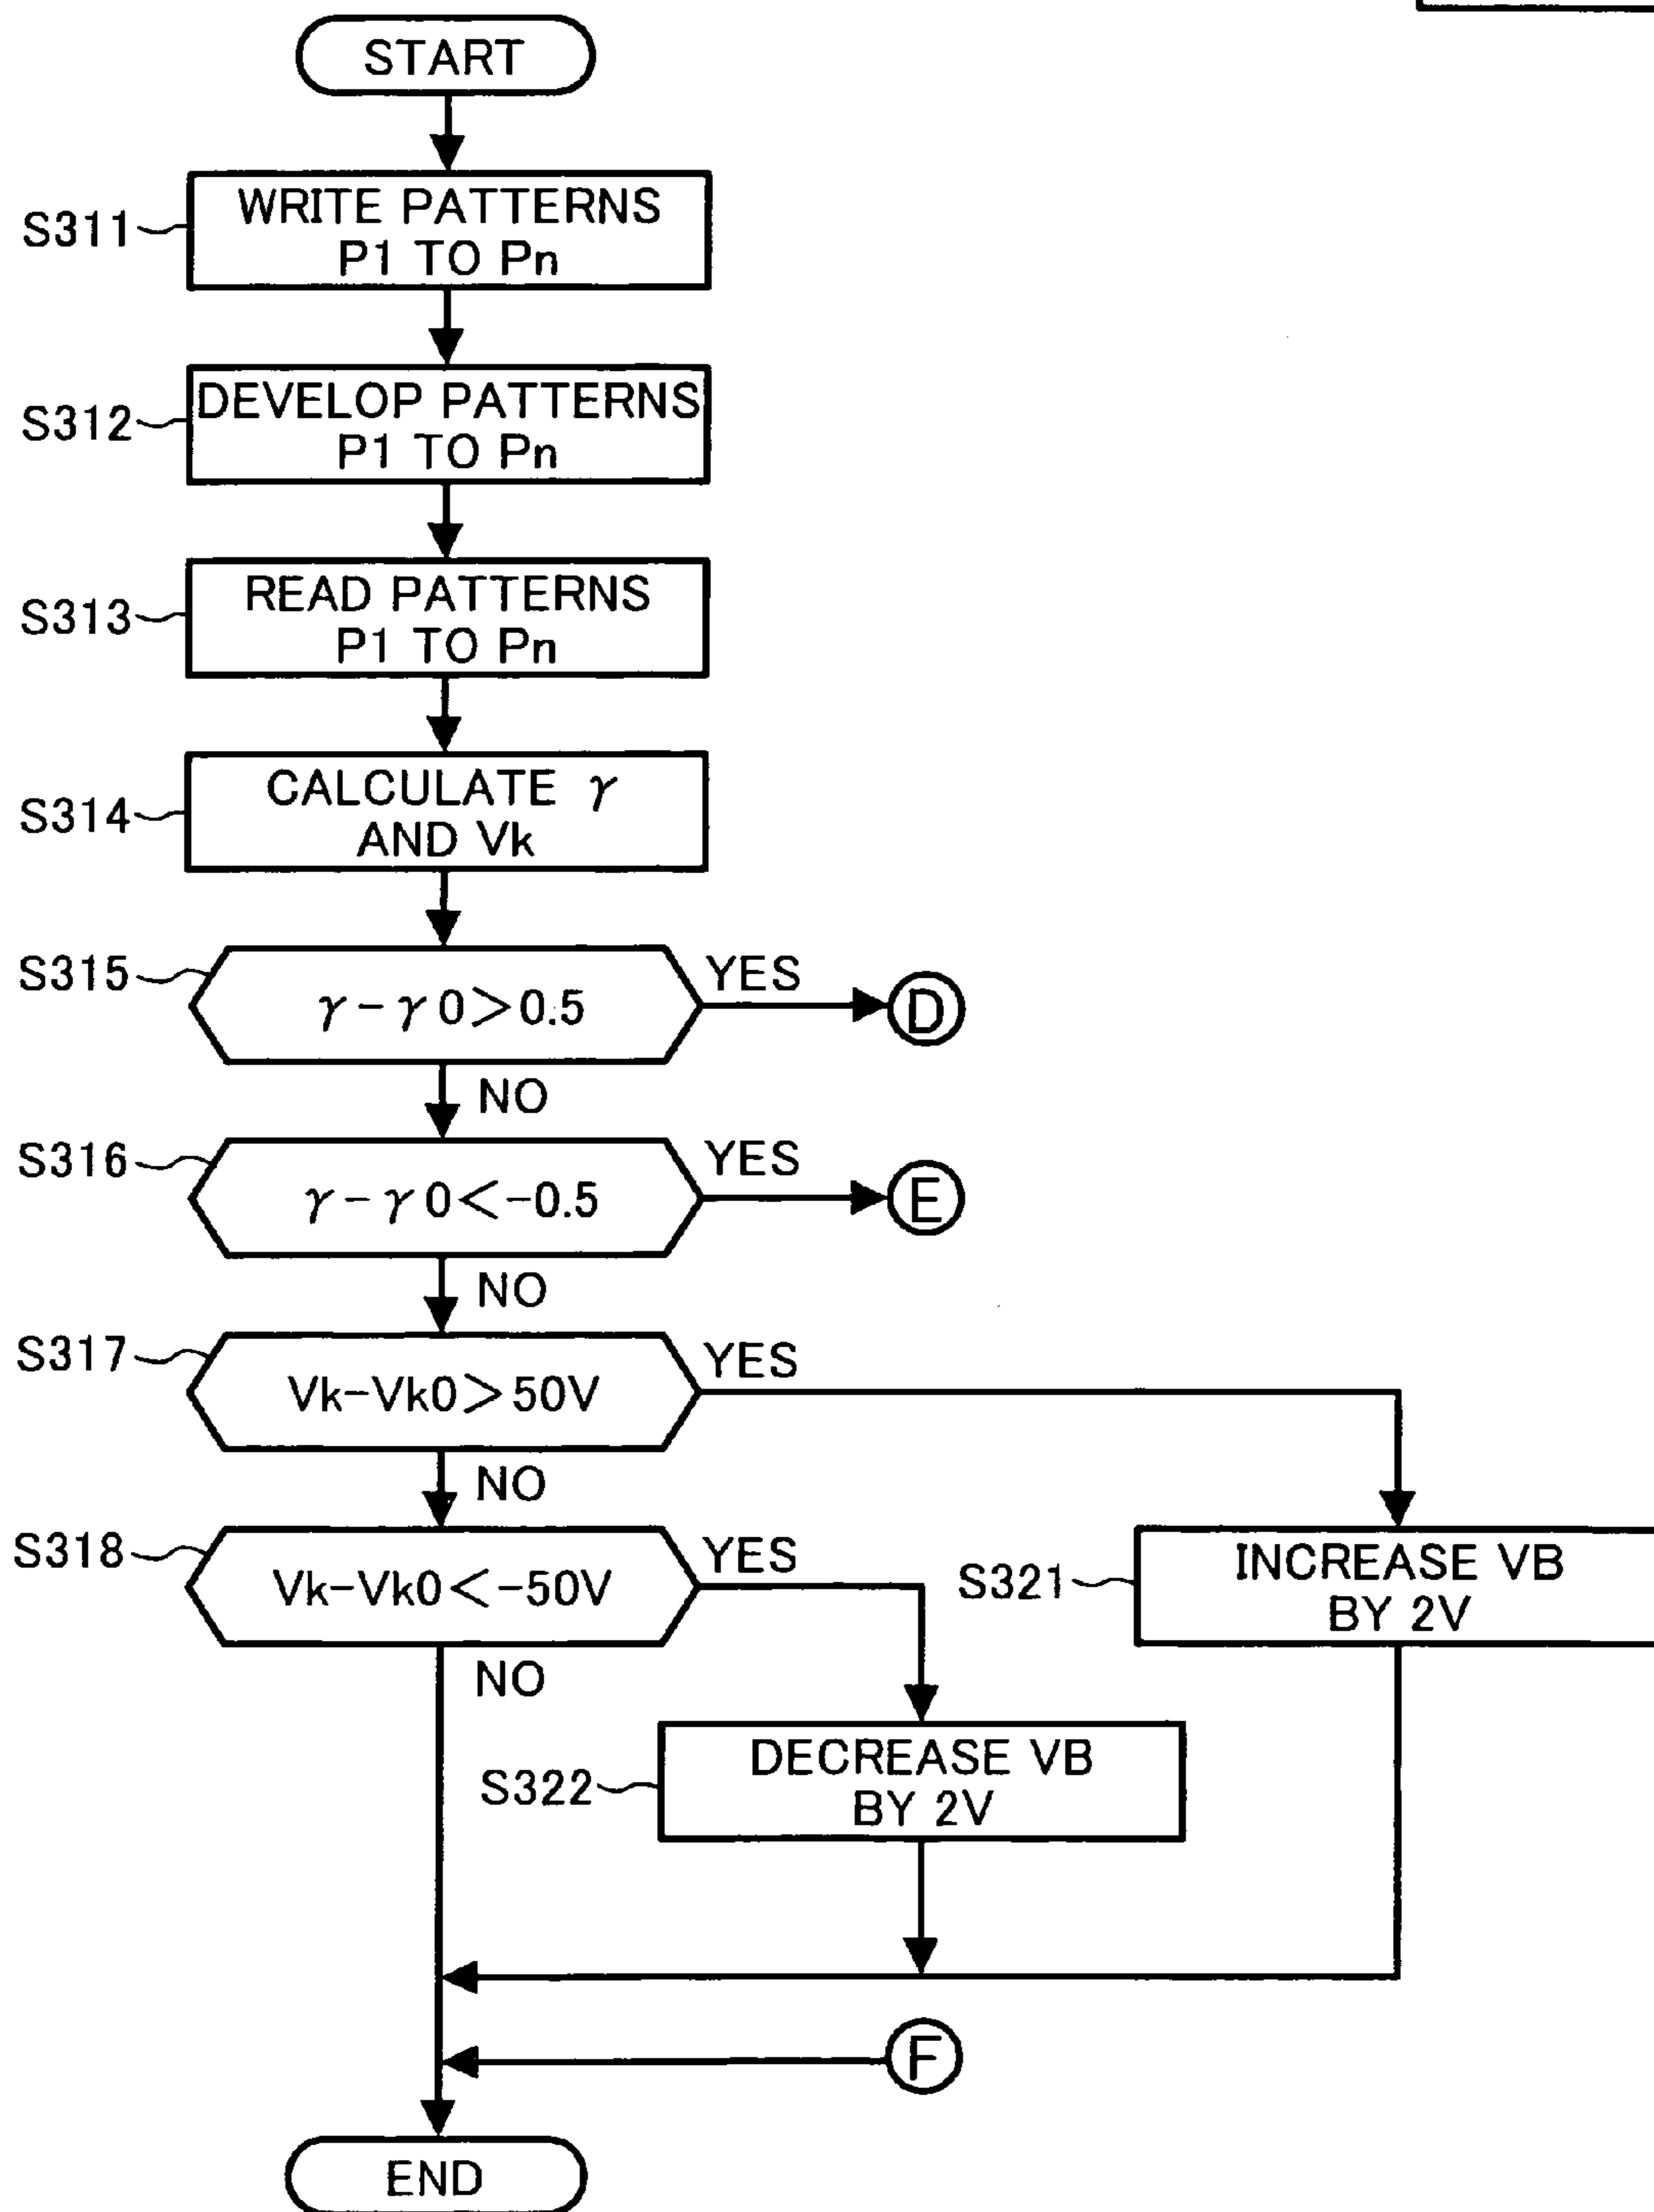 START
S311
WRITE PATTERNS
P1 TO Pn
S312
DEVELOP PATTERNS
P1 TO Pn
S313
READ PATTERNS
P1 TO Pn
S314
CALCULATE γ
AND Vk
S315
γ-γ0>0.5
YES
D
NO
S316
γ-γ0<-0.5
YES
E
NO
S317
Vk-Vk0>50V
YES
NO
S318
Vk-Vk0<-50V
YES
NO
S321
INCREASE VB
BY 2V
S322
DECREASE VB
BY 2V
F
END